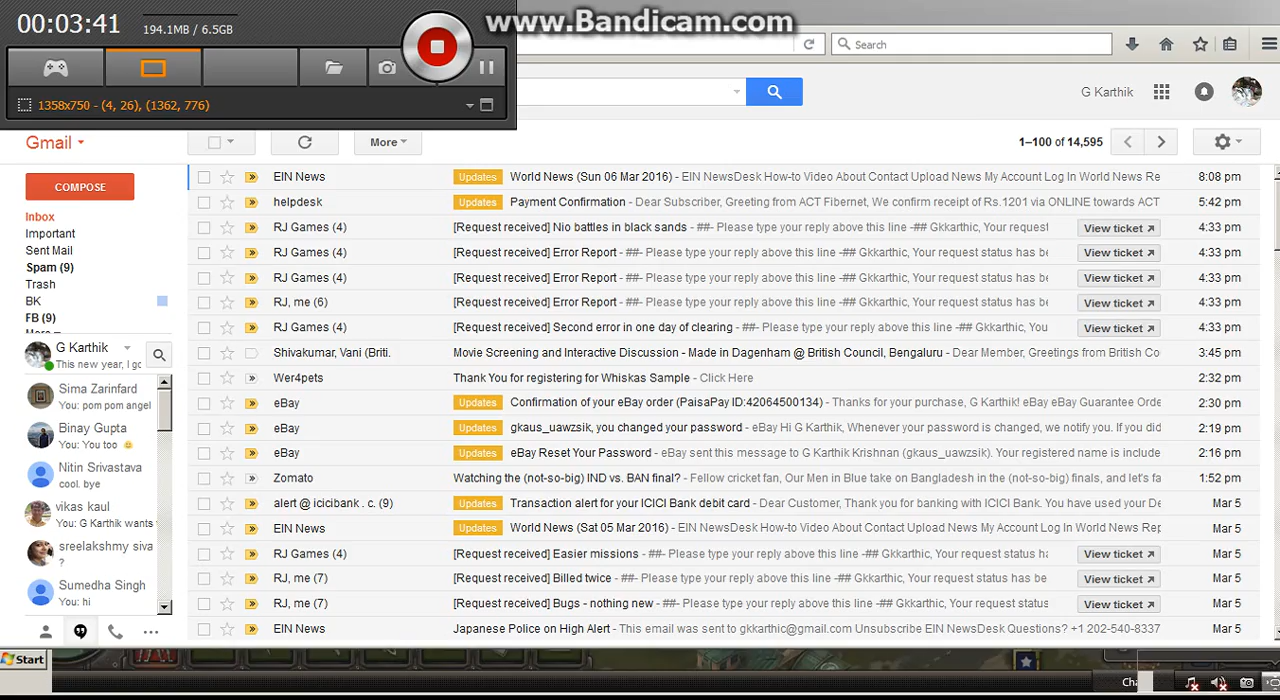 00:03:41
194.1MB / 6.5GB
www.Bandicam.com
Search
1358x750 - (4, 26), (1362, 776)
G Karthik
Gmail
More
1–100 of 14,595
COMPOSE
Inbox
Important
Sent Mail
Spam (9)
Trash
BK
FB (9)
More
G Karthik
This new year, I go
Sima Zarinfard
You: pom pom angel
Binay Gupta
You: You too
Nitin Srivastava
cool. bye
vikas kaul
You: G Karthik wants
sreelakshmy siva
?
Sumedha Singh
You: hi
EIN News Updates World News (Sun 06 Mar 2016) - EIN NewsDesk How-to Video About Contact Upload News My Account Log In World News Re 8:08 pm
helpdesk Updates Payment Confirmation - Dear Subscriber, Greeting from ACT Fibernet, We confirm receipt of Rs.1201 via ONLINE towards ACT 5:42 pm
RJ Games (4) [Request received] Nio battles in black sands - ##- Please type your reply above this line -## Gkkarthic, Your request View ticket 4:33 pm
RJ Games (4) [Request received] Error Report - ##- Please type your reply above this line -## Gkkarthic, Your request status has be View ticket 4:33 pm
RJ Games (4) [Request received] Error Report - ##- Please type your reply above this line -## Gkkarthic, Your request status has be View ticket 4:33 pm
RJ, me (6) [Request received] Error Report - ##- Please type your reply above this line -## Gkkarthic, Your request status has be View ticket 4:33 pm
RJ Games (4) [Request received] Second error in one day of clearing - ##- Please type your reply above this line -## Gkkarthic, You View ticket 4:33 pm
Shivakumar, Vani (Briti. Movie Screening and Interactive Discussion - Made in Dagenham @ British Council, Bengaluru - Dear Member, Greetings from British Co 3:45 pm
Wer4pets Thank You for registering for Whiskas Sample - Click Here 2:32 pm
eBay Updates Confirmation of your eBay order (PaisaPay ID:42064500134) - Thanks for your purchase, G Karthik! eBay eBay Guarantee Orde 2:30 pm
eBay Updates gkaus_uawzsik, you changed your password - eBay Hi G Karthik, Whenever your password is changed, we notify you. If you did 2:19 pm
eBay Updates eBay Reset Your Password - eBay sent this message to G Karthik Krishnan (gkaus_uawzsik). Your registered name is include 2:16 pm
Zomato Watching the (not-so-big) IND vs. BAN final? - Fellow cricket fan, Our Men in Blue take on Bangladesh in the (not-so-big) finals, and let's fa 1:52 pm
alert @ icicibank . c. (9) Updates Transaction alert for your ICICI Bank debit card - Dear Customer, Thank you for banking with ICICI Bank. You have used your De Mar 5
EIN News Updates World News (Sat 05 Mar 2016) - EIN NewsDesk How-to Video About Contact Upload News My Account Log In World News Rep Mar 5
RJ Games (4) [Request received] Easier missions - ##- Please type your reply above this line -## Gkkarthic, Your request status ha View ticket Mar 5
RJ, me (7) [Request received] Billed twice - ##- Please type your reply above this line -## Gkkarthic, Your request status has be View ticket Mar 5
RJ, me (7) [Request received] Bugs - nothing new - ##- Please type your reply above this line -## Gkkarthic, Your request status View ticket Mar 5
EIN News Japanese Police on High Alert - This email was sent to gkkarthic@gmail.com Unsubscribe EIN NewsDesk Questions? +1 202-540-8337 Mar 5
Start